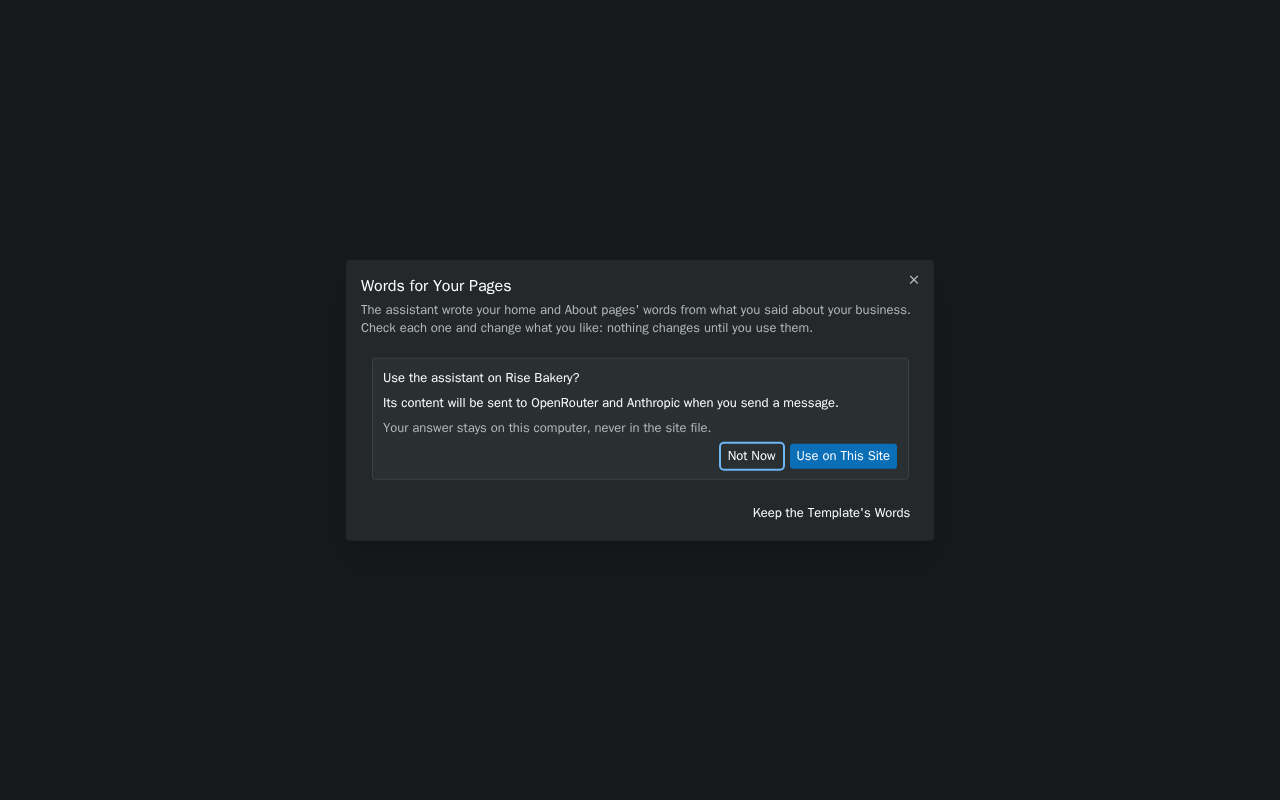 Words for Your Pages
The assistant wrote your home and About pages' words from what you said about your business.
Check each one and change what you like: nothing changes until you use them.
Use the assistant on Rise Bakery?
Its content will be sent to OpenRouter and Anthropic when you send a message.
Your answer stays on this computer, never in the site file.
Not Now
Use on This Site
Keep the Template's Words